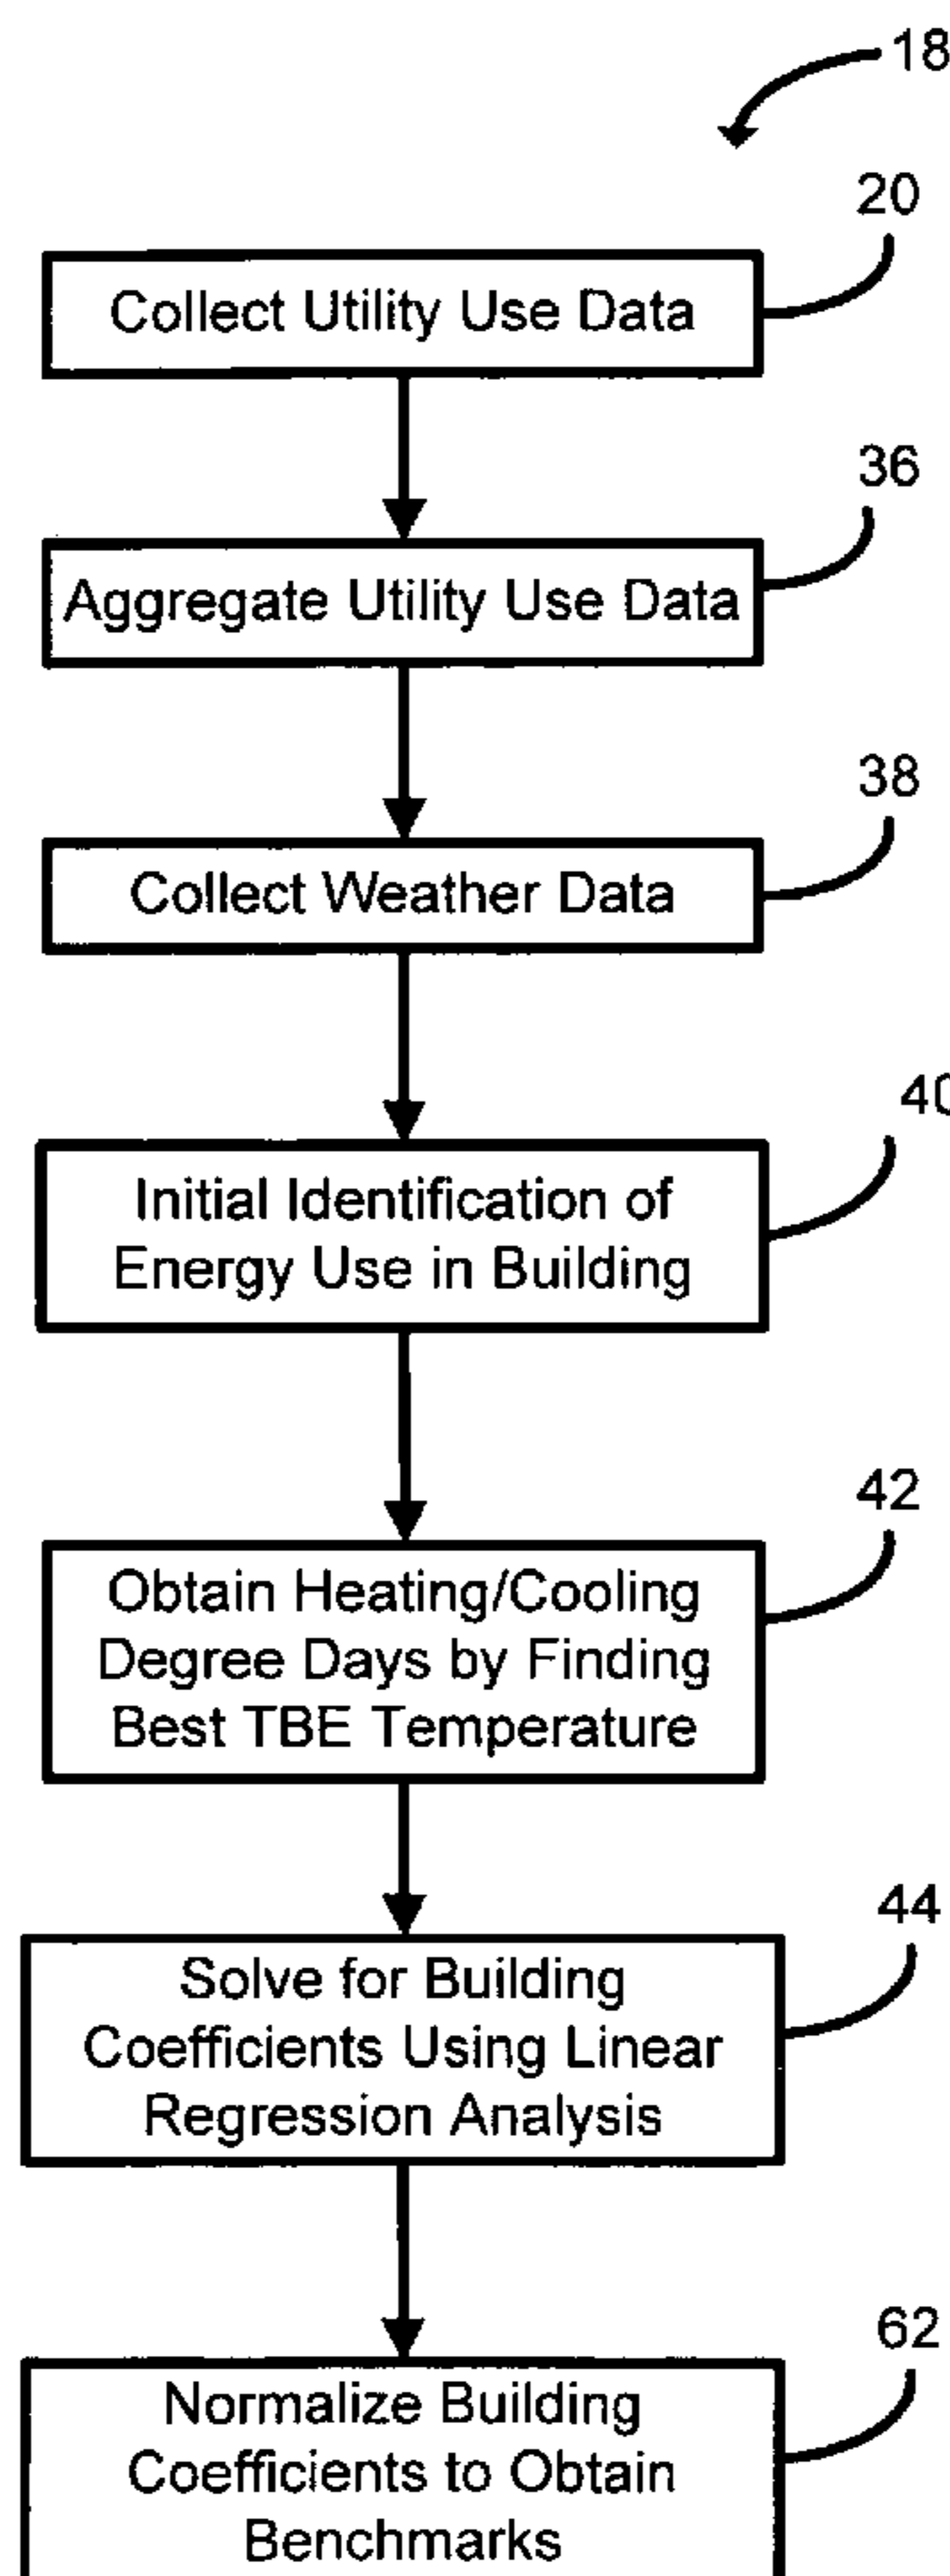 18
20
Collect Utility Use Data
36
Aggregate Utility Use Data
38
Collect Weather Data
40
Initial Identification of
Energy Use in Building
42
Obtain Heating/Cooling
Degree Days by Finding
Best TBE Temperature
44
Solve for Building
Coefficients Using Linear
Regression Analysis
62
Normalize Building
Coefficients to Obtain
Benchmarks